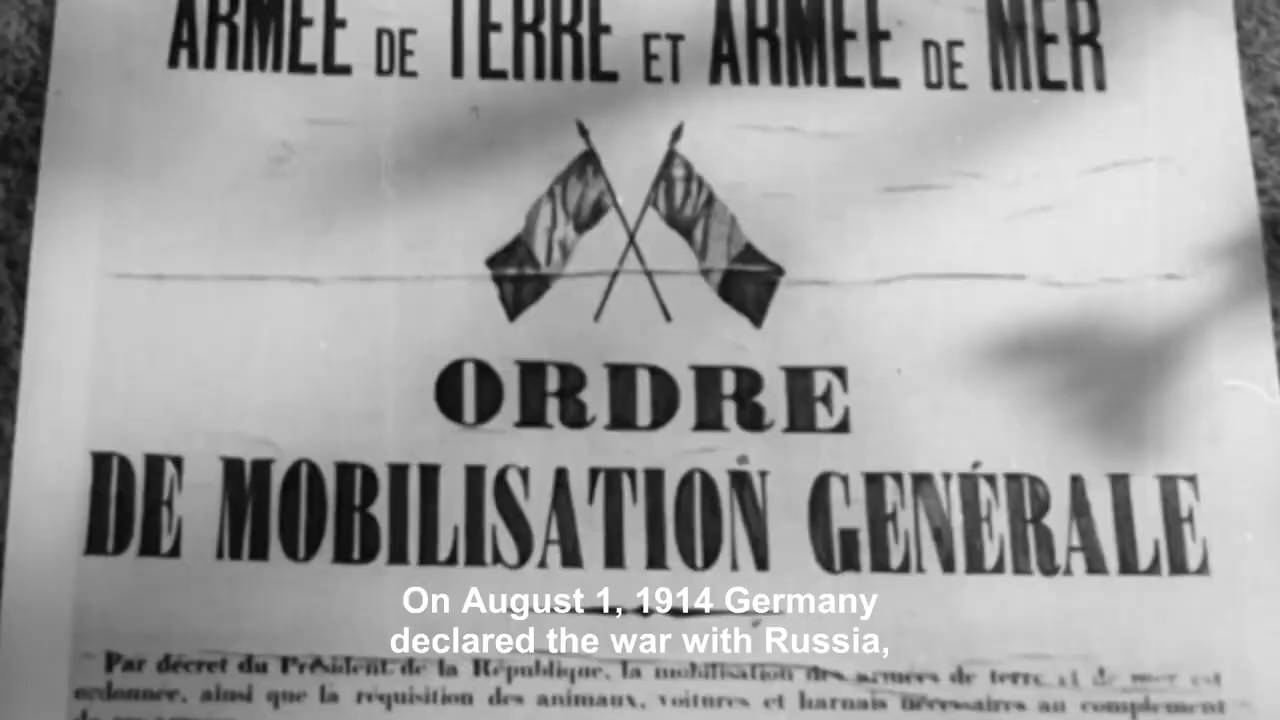 ARMÉE DE TERRE ET ARMÉE DE MER
ORDRE
DE MOBILISATION GÉNÉRALE
On August 1, 1914 Germany
declared the war with Russia,
Par décret du Président de la République, la mobilisation des armées de terre et de mer est
ordonnée, ainsi que la réquisition des animaux, voitures et harnais nécessaires au complément